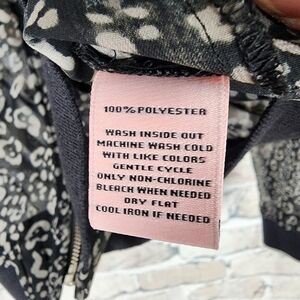 100% POLYESTER
WASH INSIDE OUT
MACHINE WASH COLD
WITH LIKE COLORS
GENTLE CYCLE
ONLY NON-CHLORINE
BLEACH WHEN NEEDED
DRY FLAT
COOL IRON IF NEEDED